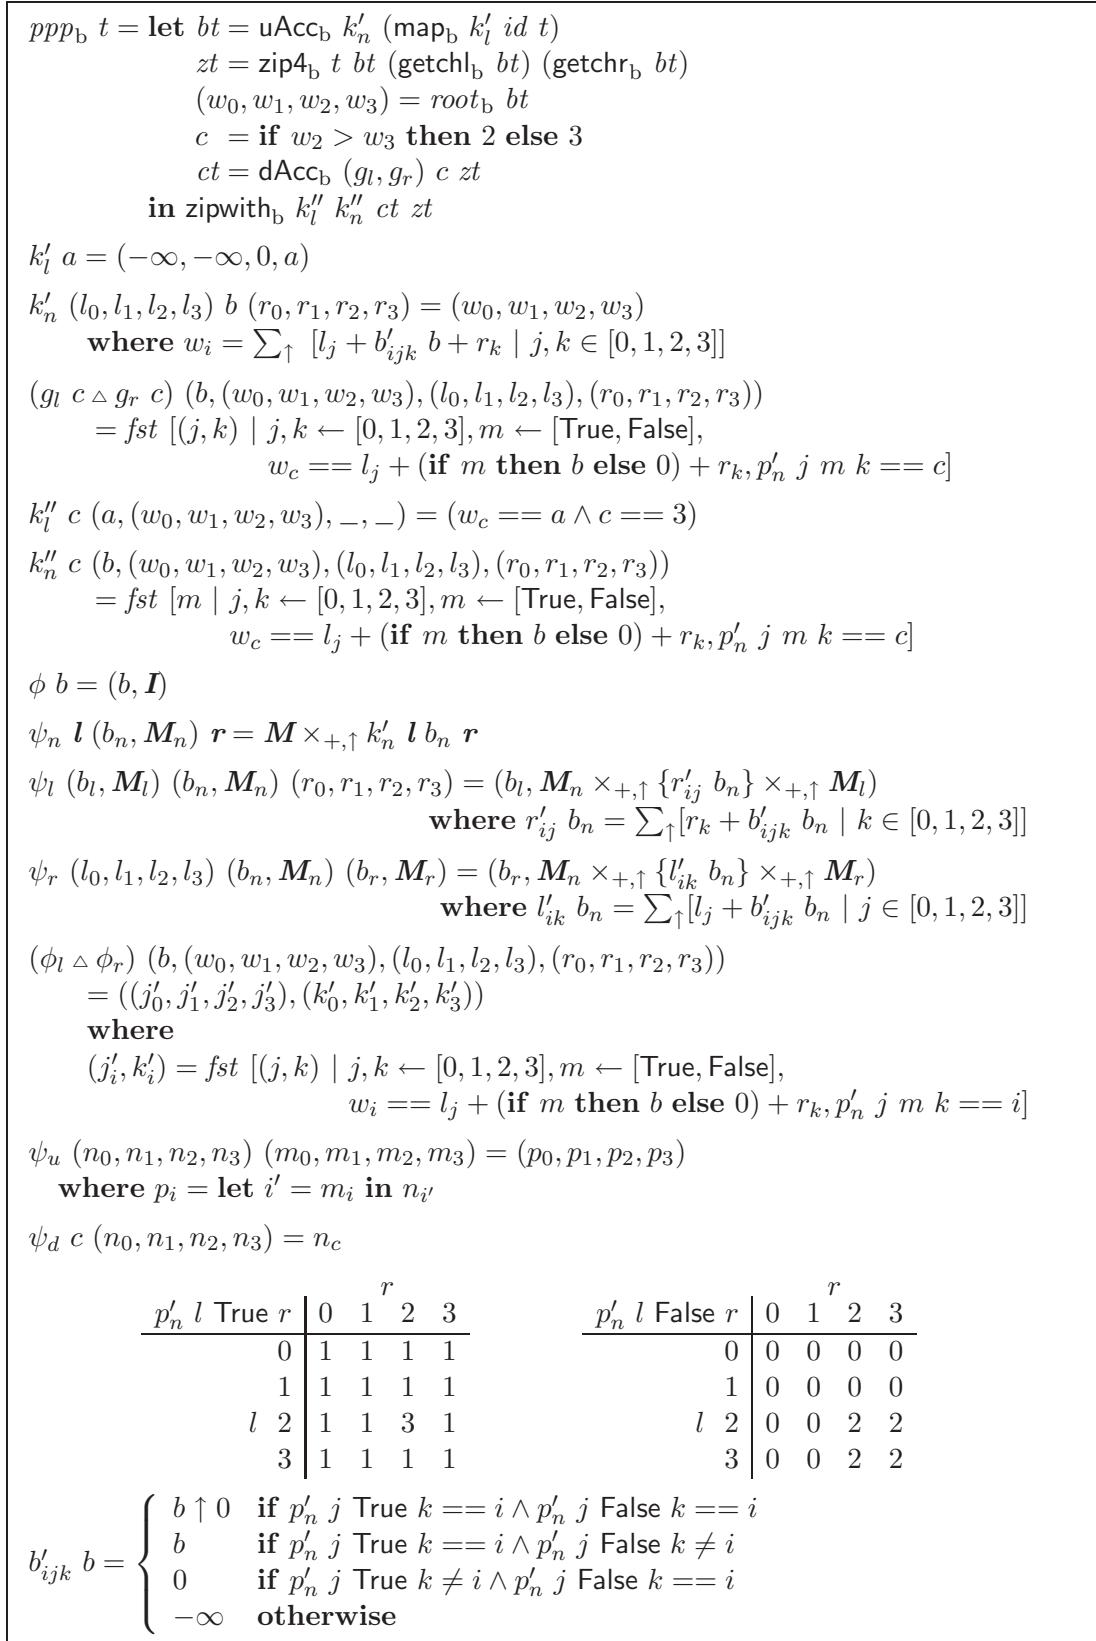 ppp_b t = let bt = uAcc_b k′_n (map_b k′_l id t)
zt = zip4_b t bt (getchl_b bt) (getchr_b bt)
(w_0, w_1, w_2, w_3) = root_b bt
c = if w_2 > w_3 then 2 else 3
ct = dAcc_b (g_l, g_r) c zt
in zipwith_b k″_l k″_n ct zt
k′_l a = (−∞, −∞, 0, a)
k′_n (l_0, l_1, l_2, l_3) b (r_0, r_1, r_2, r_3) = (w_0, w_1, w_2, w_3)
where w_i = ∑_↑ [l_j + b′_ijk b + r_k | j, k ∈ [0, 1, 2, 3]]
(g_l c △ g_r c) (b, (w_0, w_1, w_2, w_3), (l_0, l_1, l_2, l_3), (r_0, r_1, r_2, r_3))
= fst [(j, k) | j, k ← [0, 1, 2, 3], m ← [True, False],
w_c == l_j + (if m then b else 0) + r_k, p′_n j m k == c]
k″_l c (a, (w_0, w_1, w_2, w_3), _, _) = (w_c == a ∧ c == 3)
k″_n c (b, (w_0, w_1, w_2, w_3), (l_0, l_1, l_2, l_3), (r_0, r_1, r_2, r_3))
= fst [m | j, k ← [0, 1, 2, 3], m ← [True, False],
w_c == l_j + (if m then b else 0) + r_k, p′_n j m k == c]
ϕ b = (b, I)
ψ_n l (b_n, M_n) r = M ×_{+,↑} k′_n l b_n r
ψ_l (b_l, M_l) (b_n, M_n) (r_0, r_1, r_2, r_3) = (b_l, M_n ×_{+,↑} {r′_ij b_n} ×_{+,↑} M_l)
where r′_ij b_n = ∑_↑[r_k + b′_ijk b_n | k ∈ [0, 1, 2, 3]]
ψ_r (l_0, l_1, l_2, l_3) (b_n, M_n) (b_r, M_r) = (b_r, M_n ×_{+,↑} {l′_ik b_n} ×_{+,↑} M_r)
where l′_ik b_n = ∑_↑[l_j + b′_ijk b_n | j ∈ [0, 1, 2, 3]]
(ϕ_l △ ϕ_r) (b, (w_0, w_1, w_2, w_3), (l_0, l_1, l_2, l_3), (r_0, r_1, r_2, r_3))
= ((j′_0, j′_1, j′_2, j′_3), (k′_0, k′_1, k′_2, k′_3))
where
(j′_i, k′_i) = fst [(j, k) | j, k ← [0, 1, 2, 3], m ← [True, False],
w_i == l_j + (if m then b else 0) + r_k, p′_n j m k == i]
ψ_u (n_0, n_1, n_2, n_3) (m_0, m_1, m_2, m_3) = (p_0, p_1, p_2, p_3)
where p_i = let i′ = m_i in n_{i′}
ψ_d c (n_0, n_1, n_2, n_3) = n_c
r r
p′_n l True r 0 1 2 3 p′_n l False r 0 1 2 3
0 1 1 1 1 0 0 0 0 0
1 1 1 1 1 1 0 0 0 0
l 2 1 1 3 1 l 2 0 0 2 2
3 1 1 1 1 3 0 0 2 2
b′_ijk b = { b ↑ 0 if p′_n j True k == i ∧ p′_n j False k == i
b if p′_n j True k == i ∧ p′_n j False k ≠ i
0 if p′_n j True k ≠ i ∧ p′_n j False k == i
−∞ otherwise